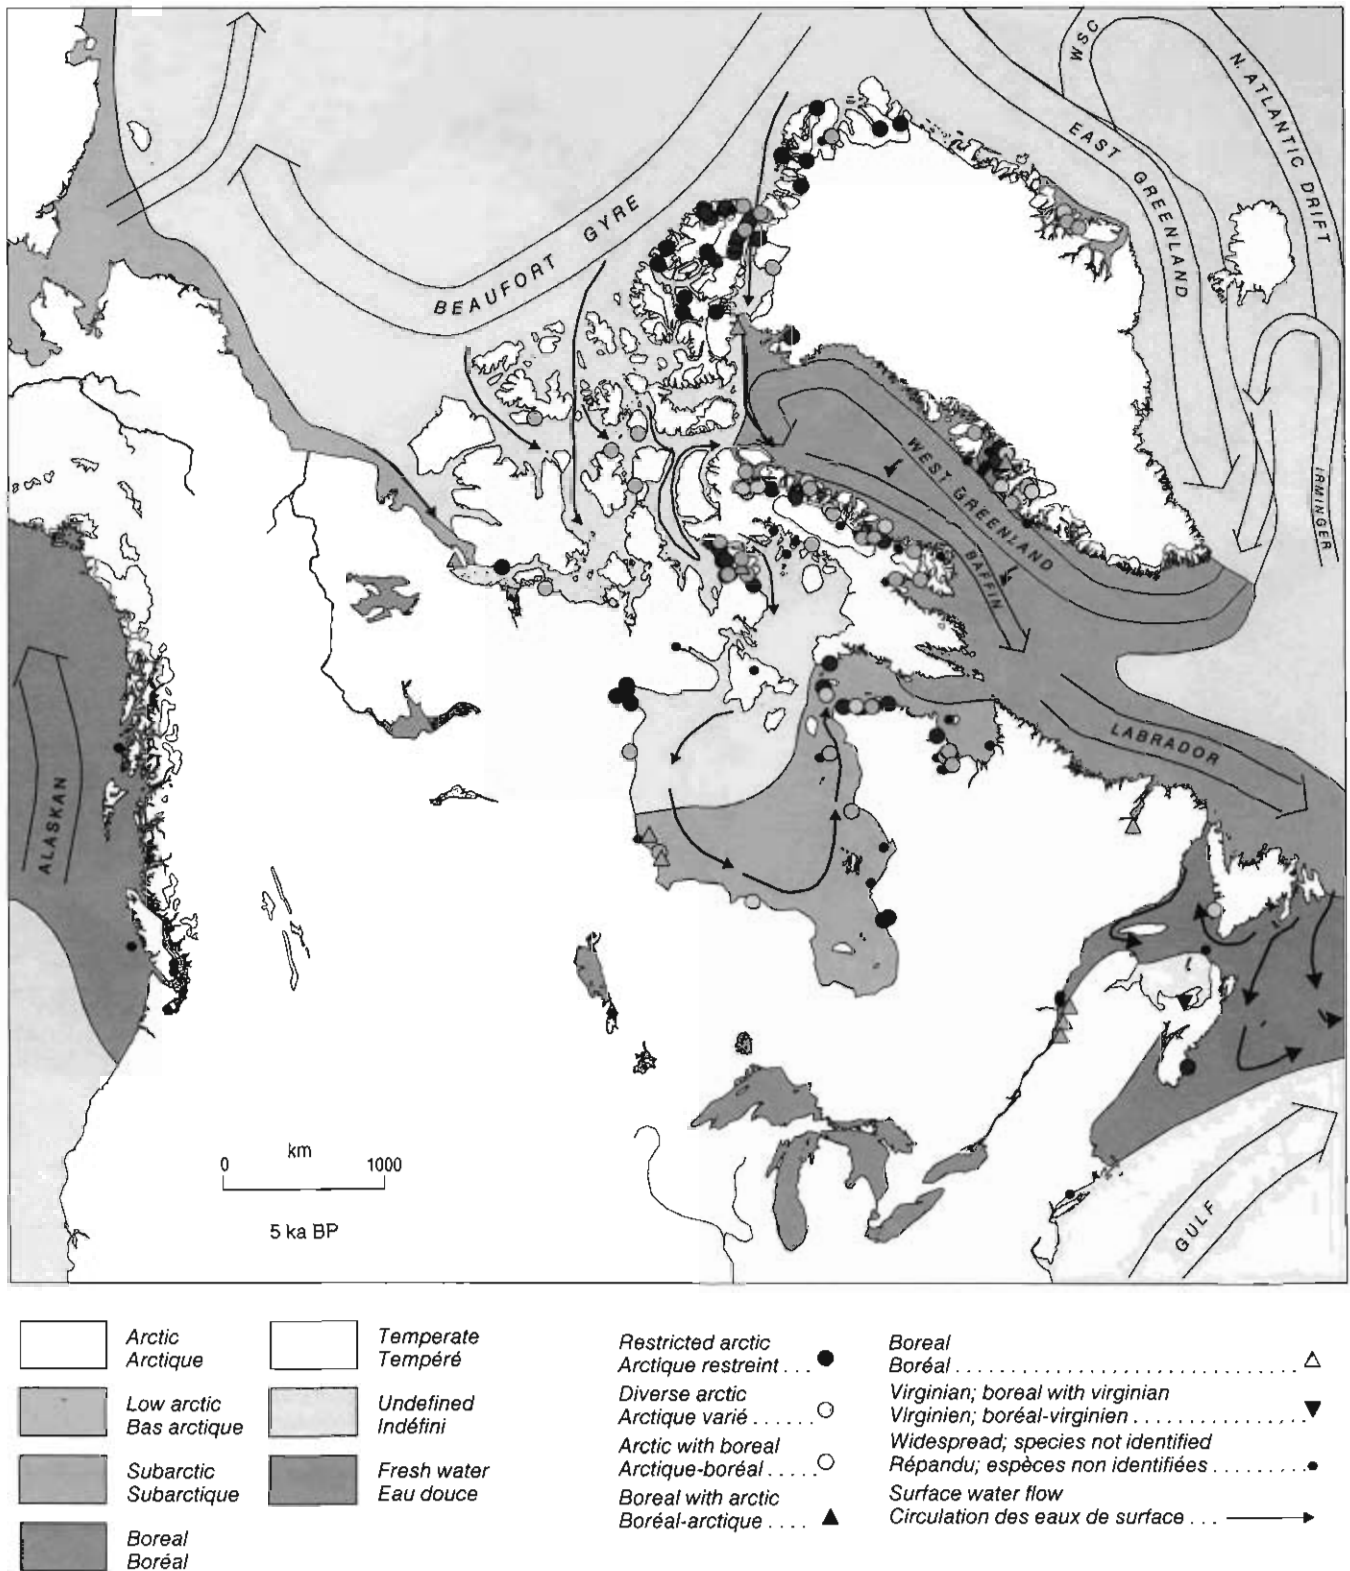 WSC
N. ATLANTIC DRIFT
EAST GREENLAND
BEAUFORT GYRE
IRMINGER
WEST GREENLAND
BAFFIN
LABRADOR
ALASKAN
GULF
km
0 1000
5 ka BP
Arctic
Arctique
Low arctic
Bas arctique
Subarctic
Subarctique
Boreal
Boréal
Temperate
Tempéré
Undefined
Indéfini
Fresh water
Eau douce
Restricted arctic
Arctique restreint . . .
Diverse arctic
Arctique varié . . . . . .
Arctic with boreal
Arctique-boréal . . . .
Boreal with arctic
Boréal-arctique . . . .
Boreal
Boréal . . . . . . . . . . . . . . . . . . . . . . . . . . . . . .
Virginian; boreal with virginian
Virginien; boréal-virginien . . . . . . . . . . . . . . . .
Widespread; species not identified
Répandu; espèces non identifiées . . . . . . . .
Surface water flow
Circulation des eaux de surface . . .